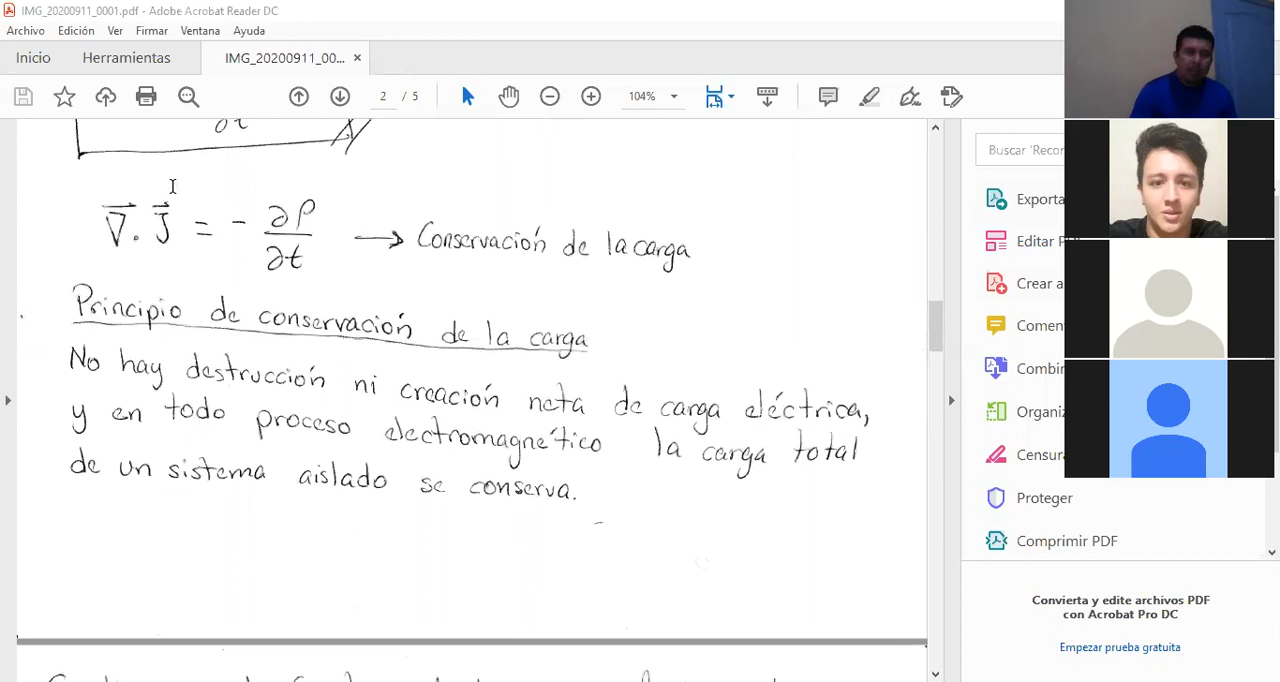 IMG_20200911_0001.pdf - Adobe Acrobat Reader DC
Archivo Edición Ver Firmar Ventana Ayuda
Inicio Herramientas IMG_20200911_00... ×
2 / 5 104%
∇⃗ . J⃗ = - ∂ρ/∂t → Conservación de la carga
Principio de conservación de la carga
No hay destrucción ni creación neta de carga eléctrica,
y en todo proceso electromagnético la carga total
de un sistema aislado se conserva.
Buscar 'Recor
Exporta
Editar P
Crear a
Comen
Combin
Organiz
Censura
Proteger
Comprimir PDF
Convierta y edite archivos PDF
con Acrobat Pro DC
Empezar prueba gratuita